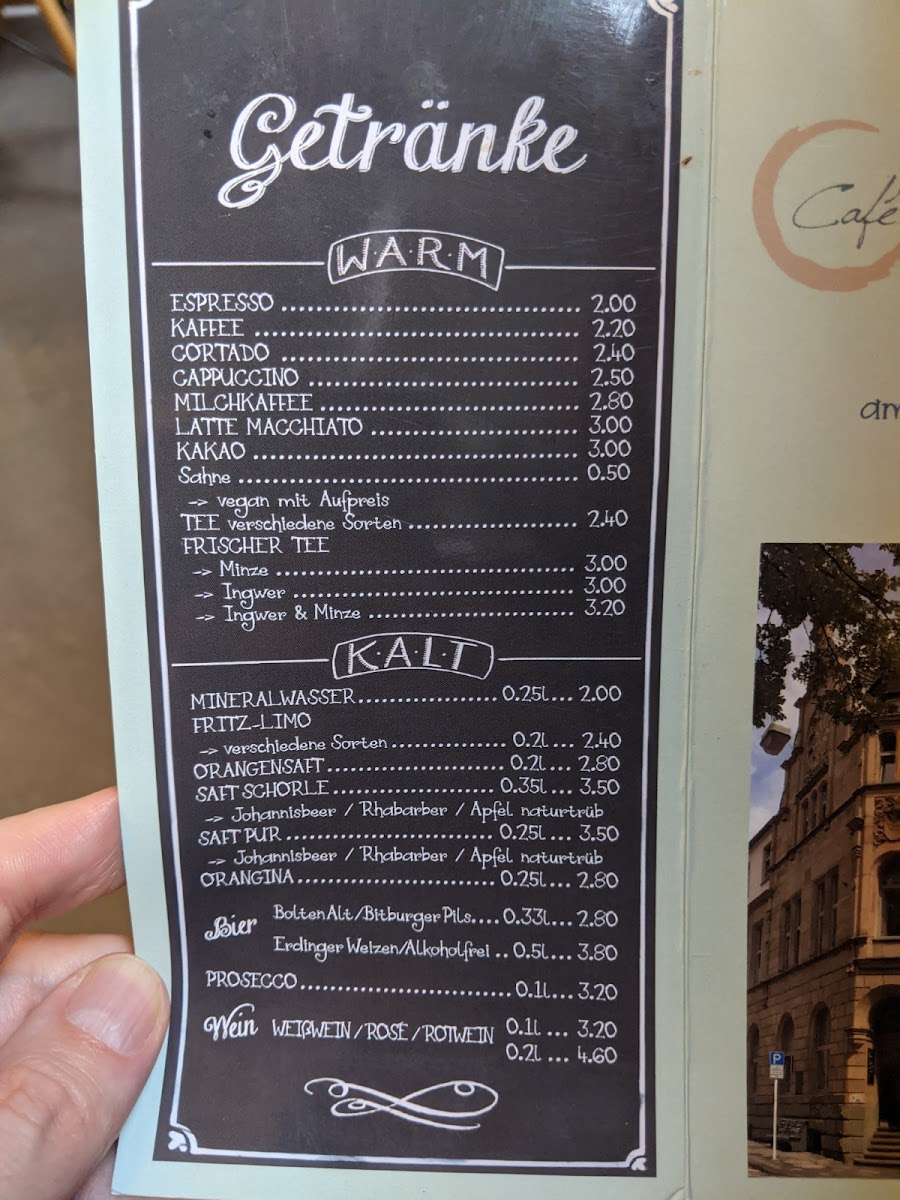 Getränke
W·A·R·M
ESPRESSO ........................................ 2.00
KAFFEE ........................................ 2.20
CORTADO ........................................ 2.40
CAPPUCCINO ........................................ 2.50
MILCHKAFFEE ........................................ 2.80
LATTE MACCHIATO ........................................ 3.00
KAKAO ........................................ 3.00
Sahne ........................................ 0.50
-> vegan mit Aufpreis
TEE verschiedene Sorten ........................ 2.40
FRISCHER TEE
-> Minze ........................................ 3.00
-> Ingwer ........................................ 3.00
-> Ingwer & Minze ........................................ 3.20
K·A·L·T
MINERALWASSER.................... 0.25l... 2.00
FRITZ-LIMO
-> verschiedene Sorten ................ 0.2l ... 2.40
ORANGENSAFT........................ 0.2l ... 2.80
SAFT SCHORLE ........................ 0.35l... 3.50
-> Johannisbeer / Rhabarber / Apfel naturtrüb
SAFT PUR ................................ 0.25l... 3.50
-> Johannisbeer / Rhabarber / Apfel naturtrüb
ORANGINA................................ 0.25l... 2.80
Bier
Bolten Alt/Bitburger Pils.... 0.33l... 2.80
Erdinger Weizen/Alkoholfrei .. 0.5l... 3.80
PROSECCO................................ 0.1l... 3.20
Wein WEIßWEIN / ROSÉ / ROTWEIN 0.1l ... 3.20
0.2l ... 4.60
Café
am
P